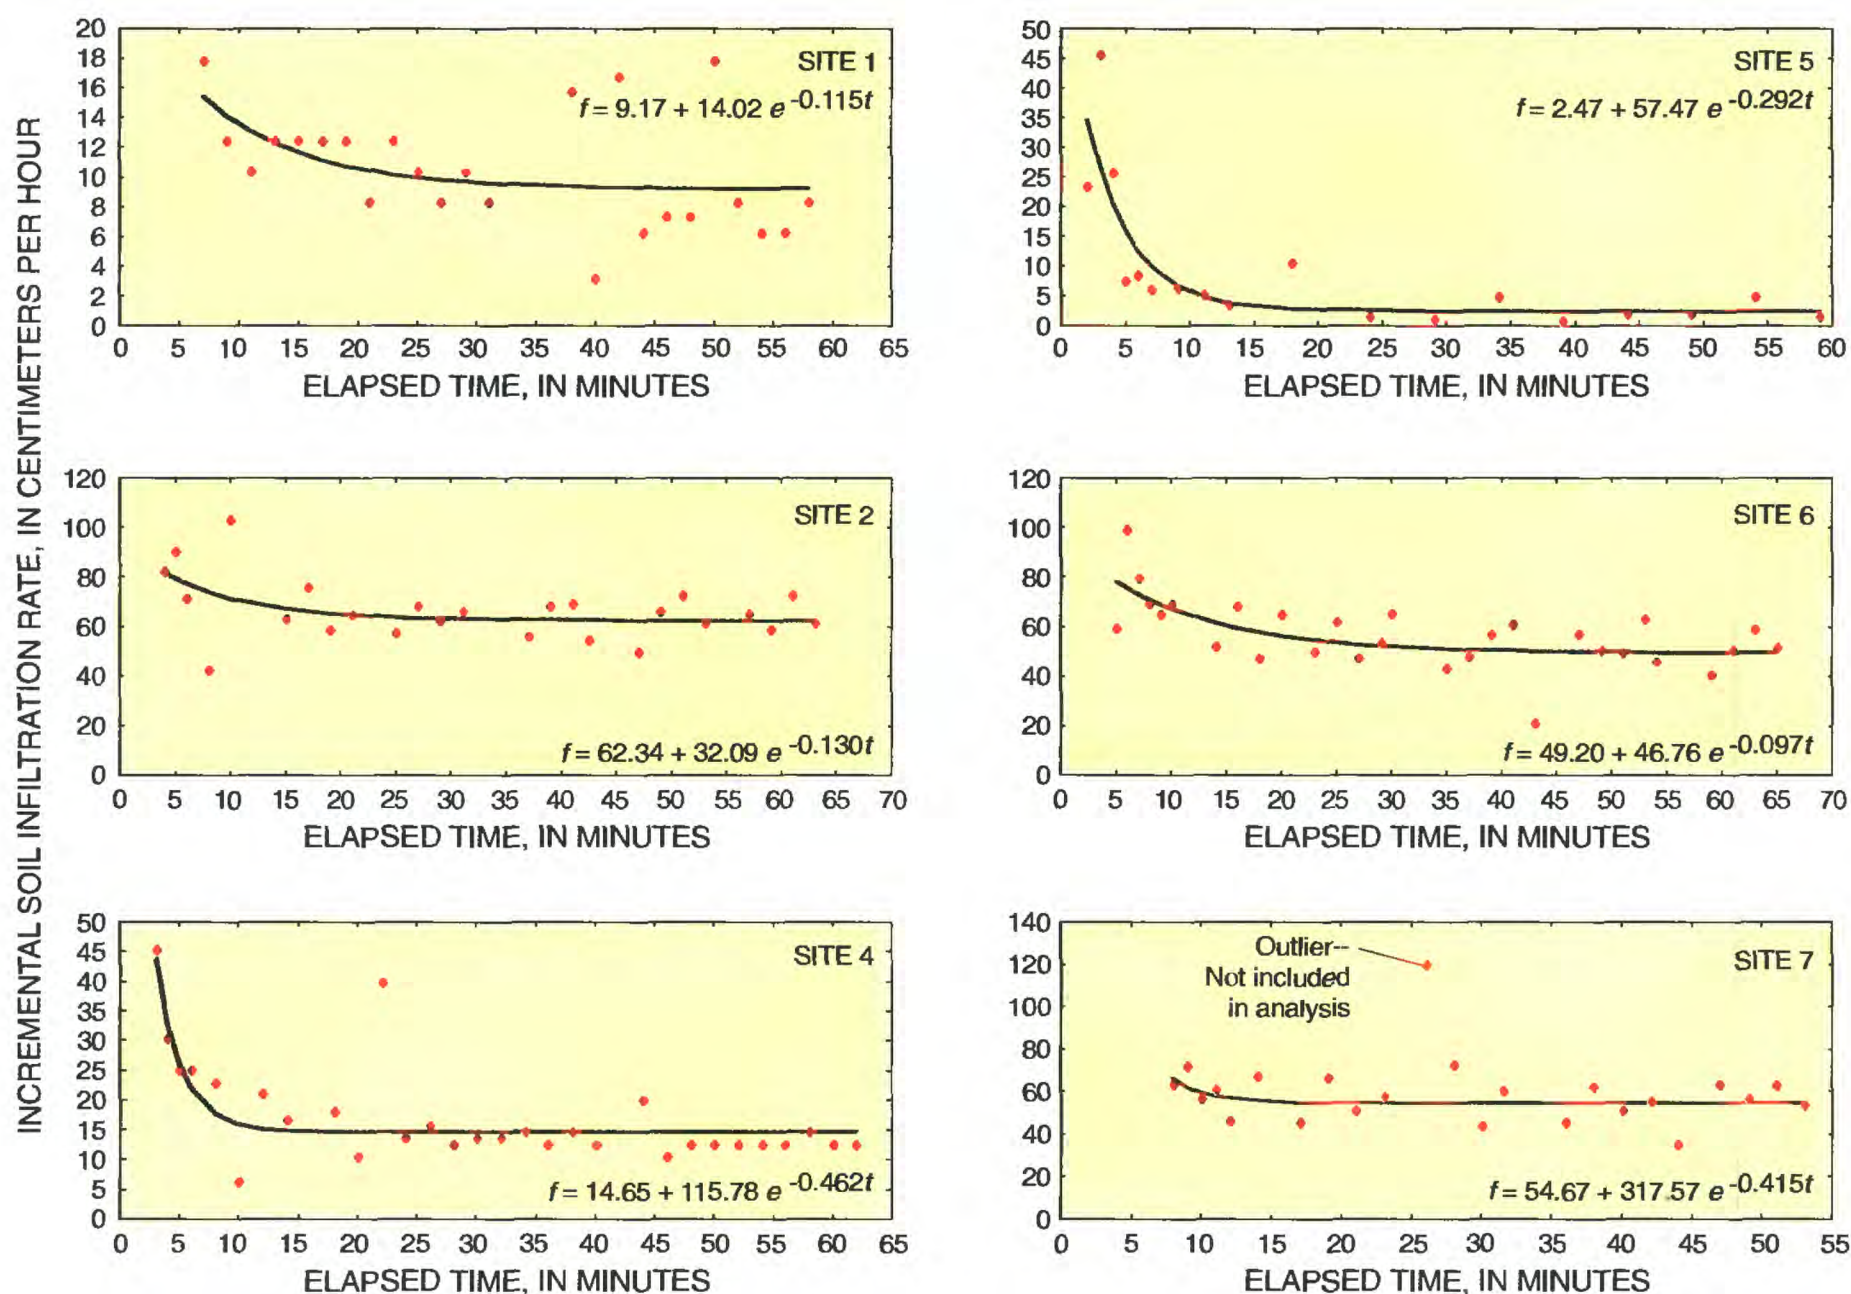 INCREMENTAL SOIL INFILTRATION RATE, IN CENTIMETERS PER HOUR
20
18
16
14
12
10
8
6
4
2
0
SITE 1
f = 9.17 + 14.02 e -0.115t
0 5 10 15 20 25 30 35 40 45 50 55 60 65
ELAPSED TIME, IN MINUTES
120
100
80
60
40
20
0
SITE 2
f = 62.34 + 32.09 e -0.130t
0 5 10 15 20 25 30 35 40 45 50 55 60 65 70
ELAPSED TIME, IN MINUTES
50
45
40
35
30
25
20
15
10
5
0
SITE 4
f = 14.65 + 115.78 e -0.462t
0 5 10 15 20 25 30 35 40 45 50 55 60 65
ELAPSED TIME, IN MINUTES
50
45
40
35
30
25
20
15
10
5
0
SITE 5
f = 2.47 + 57.47 e -0.292t
0 5 10 15 20 25 30 35 40 45 50 55 60
ELAPSED TIME, IN MINUTES
120
100
80
60
40
20
0
SITE 6
f = 49.20 + 46.76 e -0.097t
0 5 10 15 20 25 30 35 40 45 50 55 60 65 70
ELAPSED TIME, IN MINUTES
140
120
100
80
60
40
20
0
Outlier--
Not included
in analysis
SITE 7
f = 54.67 + 317.57 e -0.415t
0 5 10 15 20 25 30 35 40 45 50 55
ELAPSED TIME, IN MINUTES